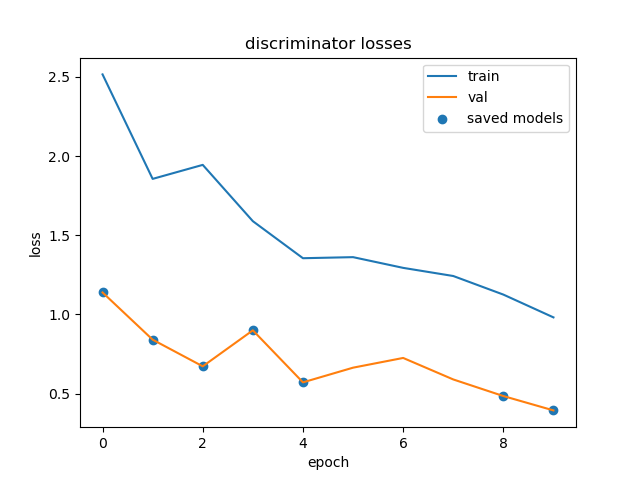 discriminator losses
train
val
saved models
2.5
2.0
1.5
1.0
0.5
loss
0 2 4 6 8
epoch